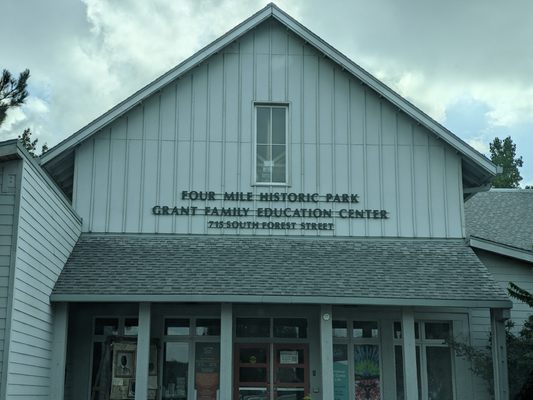 FOUR MILE HISTORIC PARK
GRANT FAMILY EDUCATION CENTER
715 SOUTH FOREST STREET